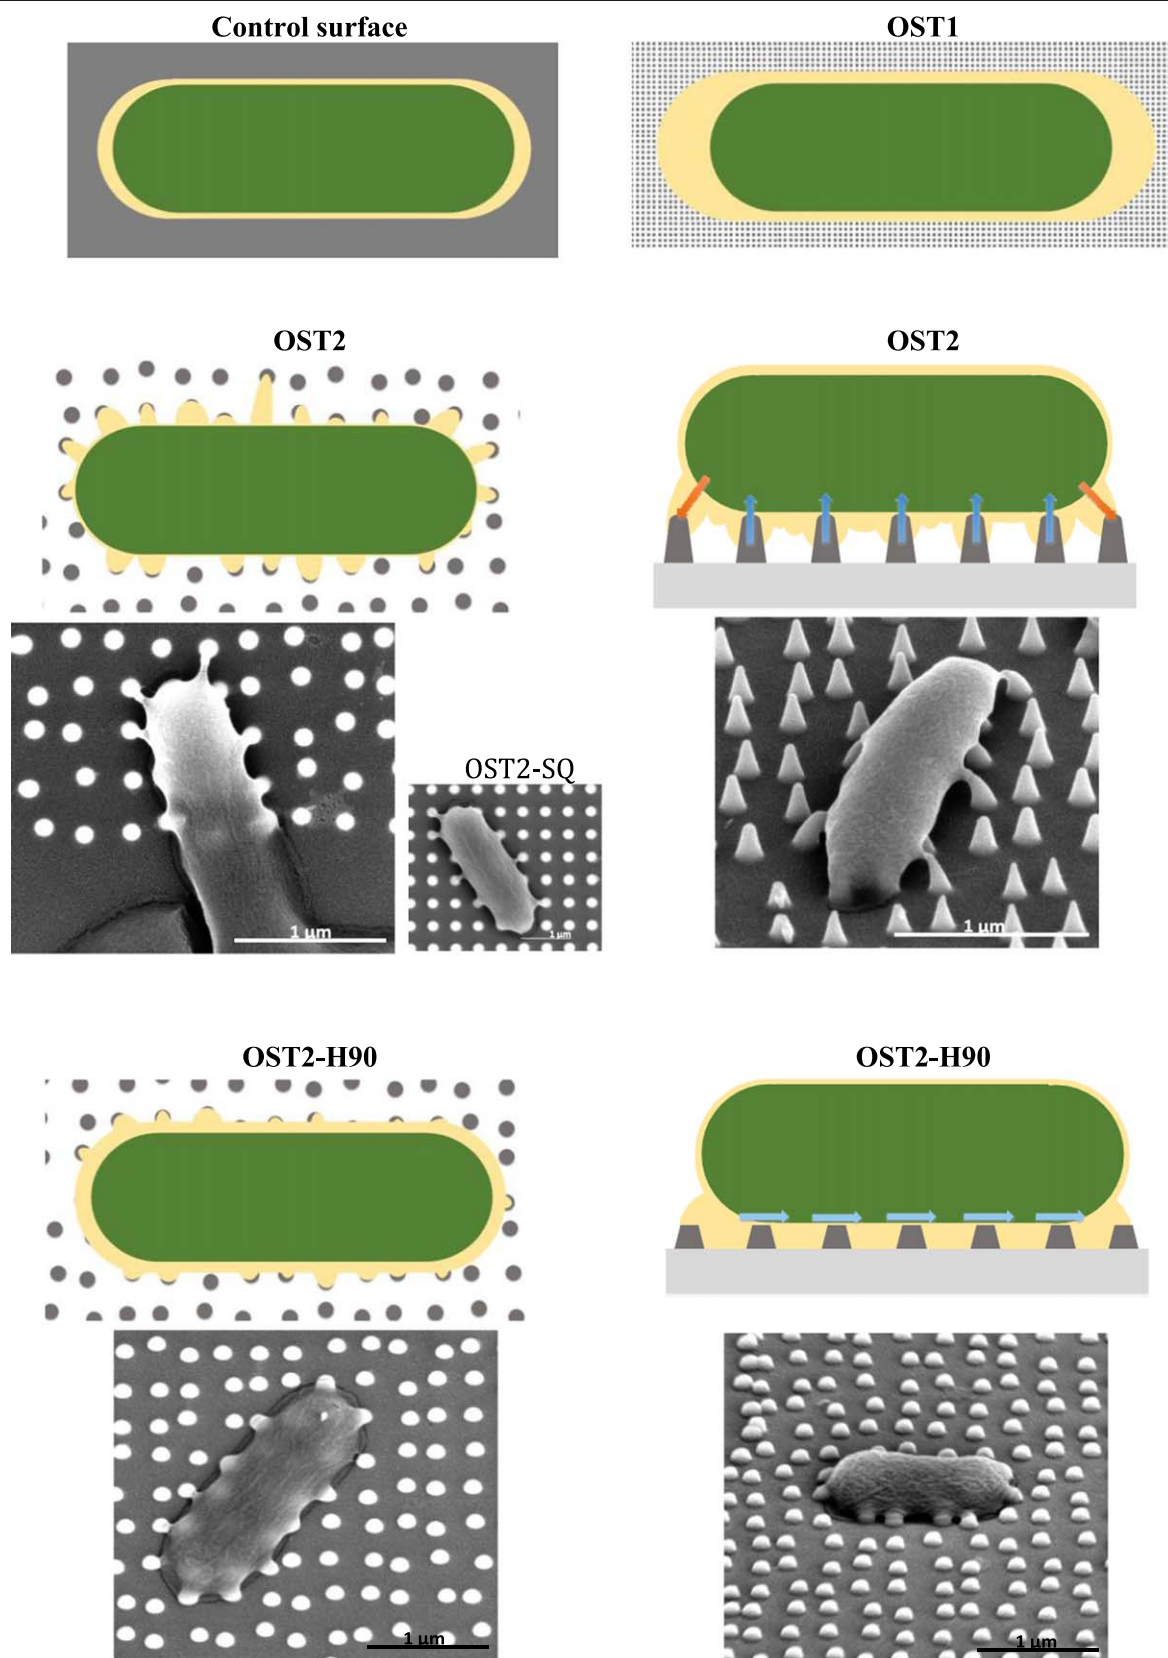 Control surface
OST1
OST2
OST2
1 µm
OST2-SQ
1 µm
1 µm
OST2-H90
OST2-H90
1 µm
1 µm